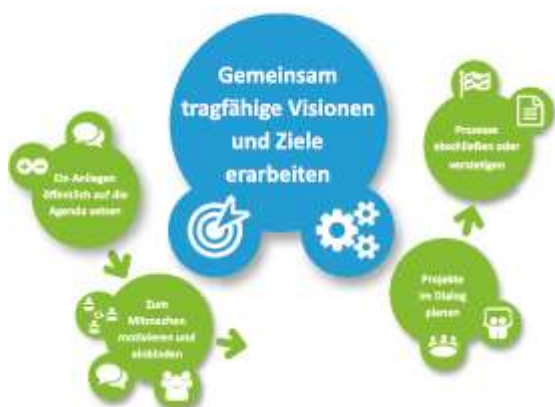 Gemeinsam
tragfähige Visionen
und Ziele
erarbeiten
Ein Anliegen
öffentlich auf die
Agenda setzen
Zum
Mitmachen
motivieren und
einbinden
Projekte
im Dialog
planen
Prozesse
abschließen oder
verstetigen